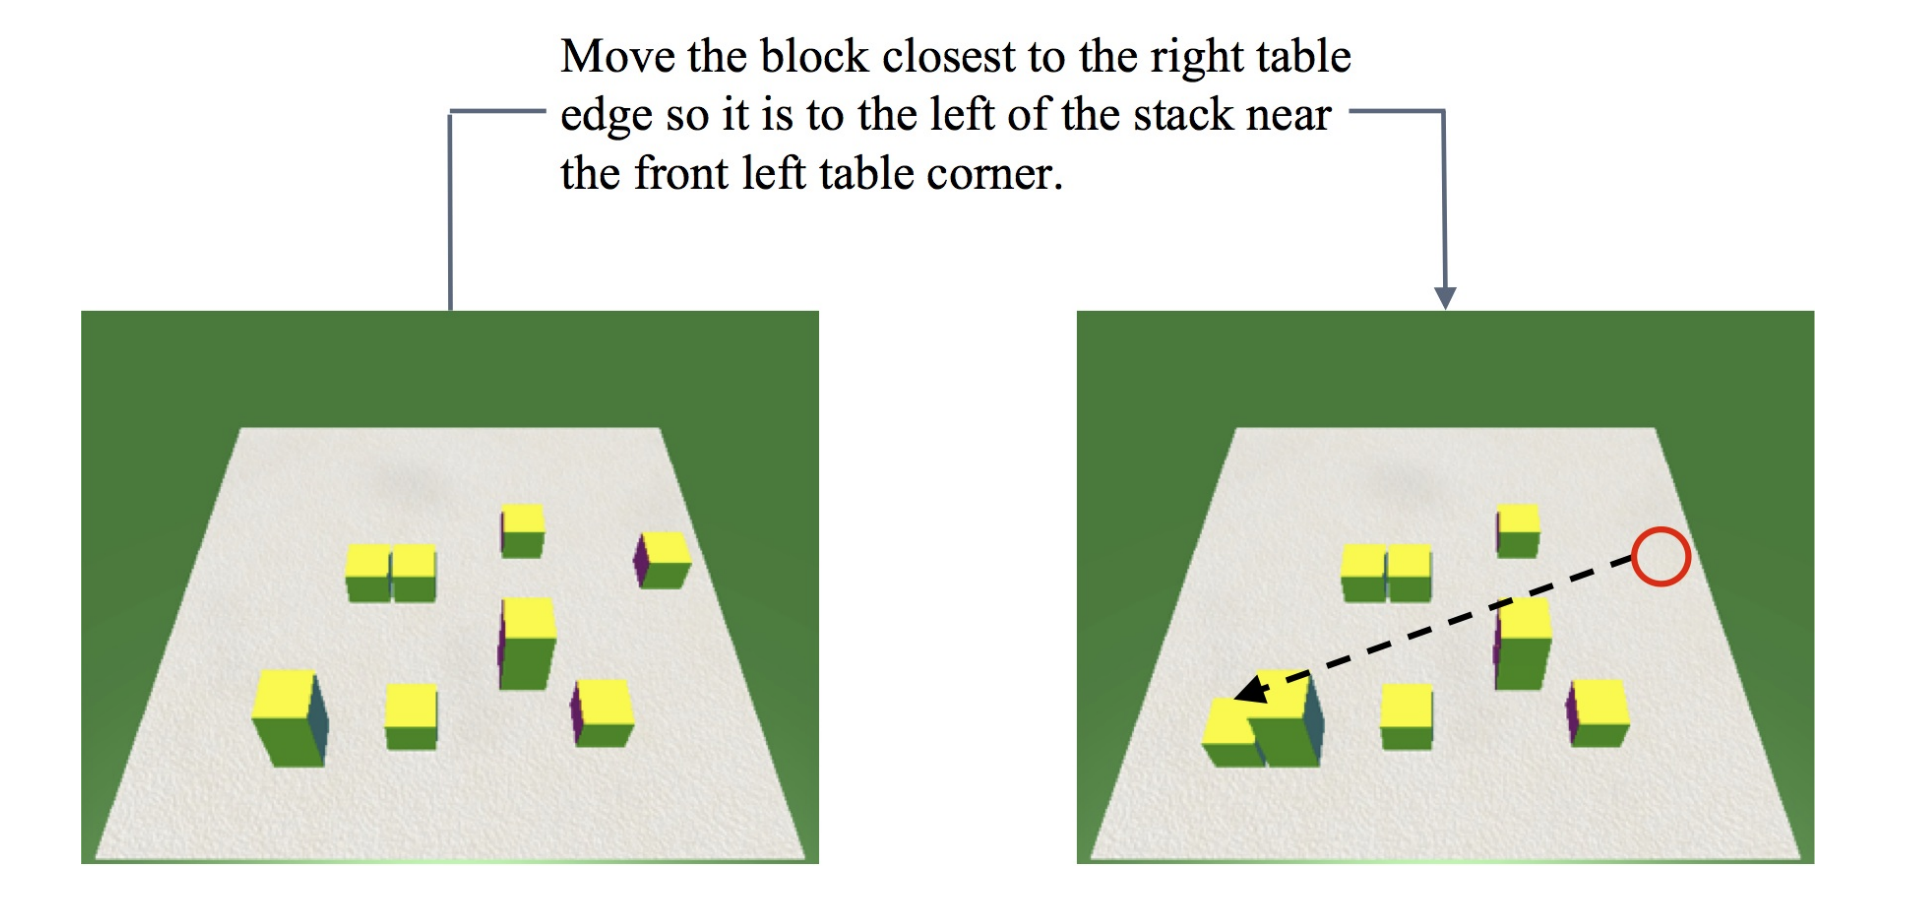 Move the block closest to the right table
edge so it is to the left of the stack near
the front left table corner.